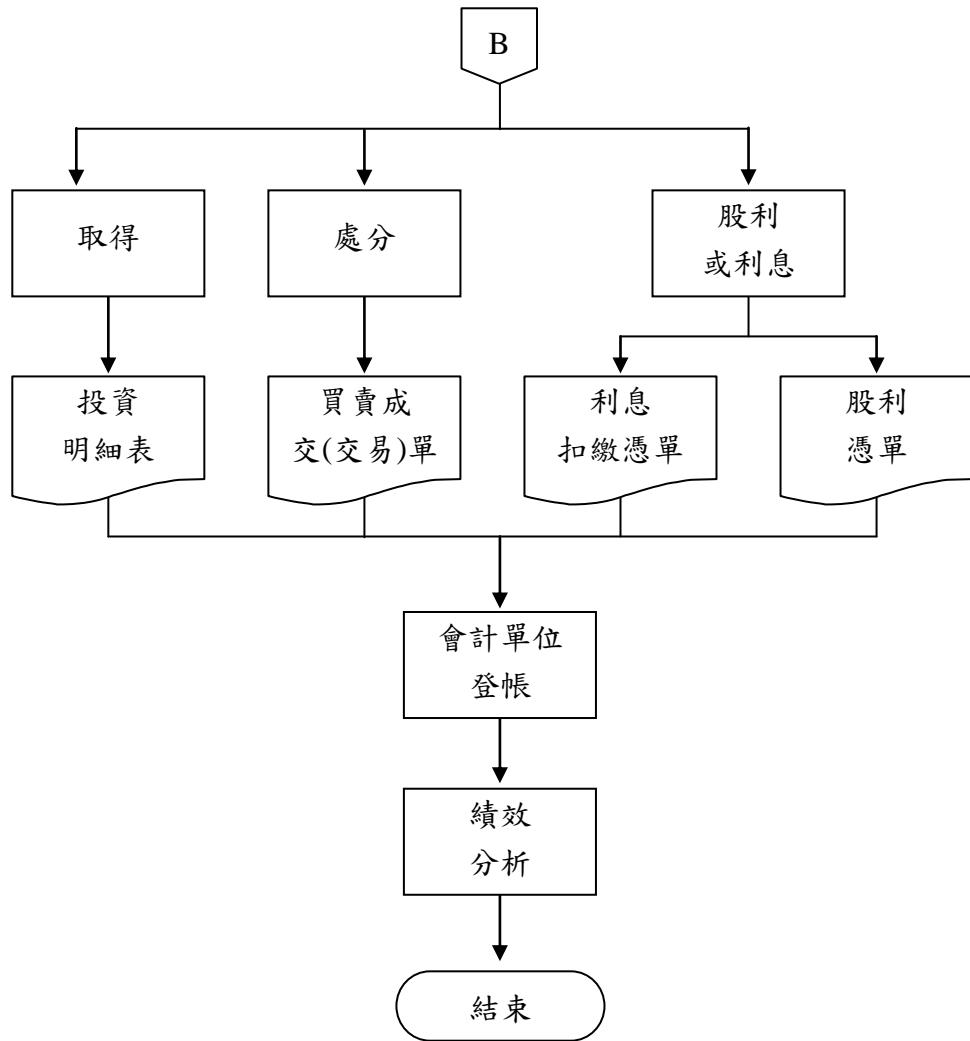 B
取得
處分
股利
或利息
投資
明細表
買賣成
交(交易)單
利息
扣繳憑單
股利
憑單
會計單位
登帳
績效
分析
結束